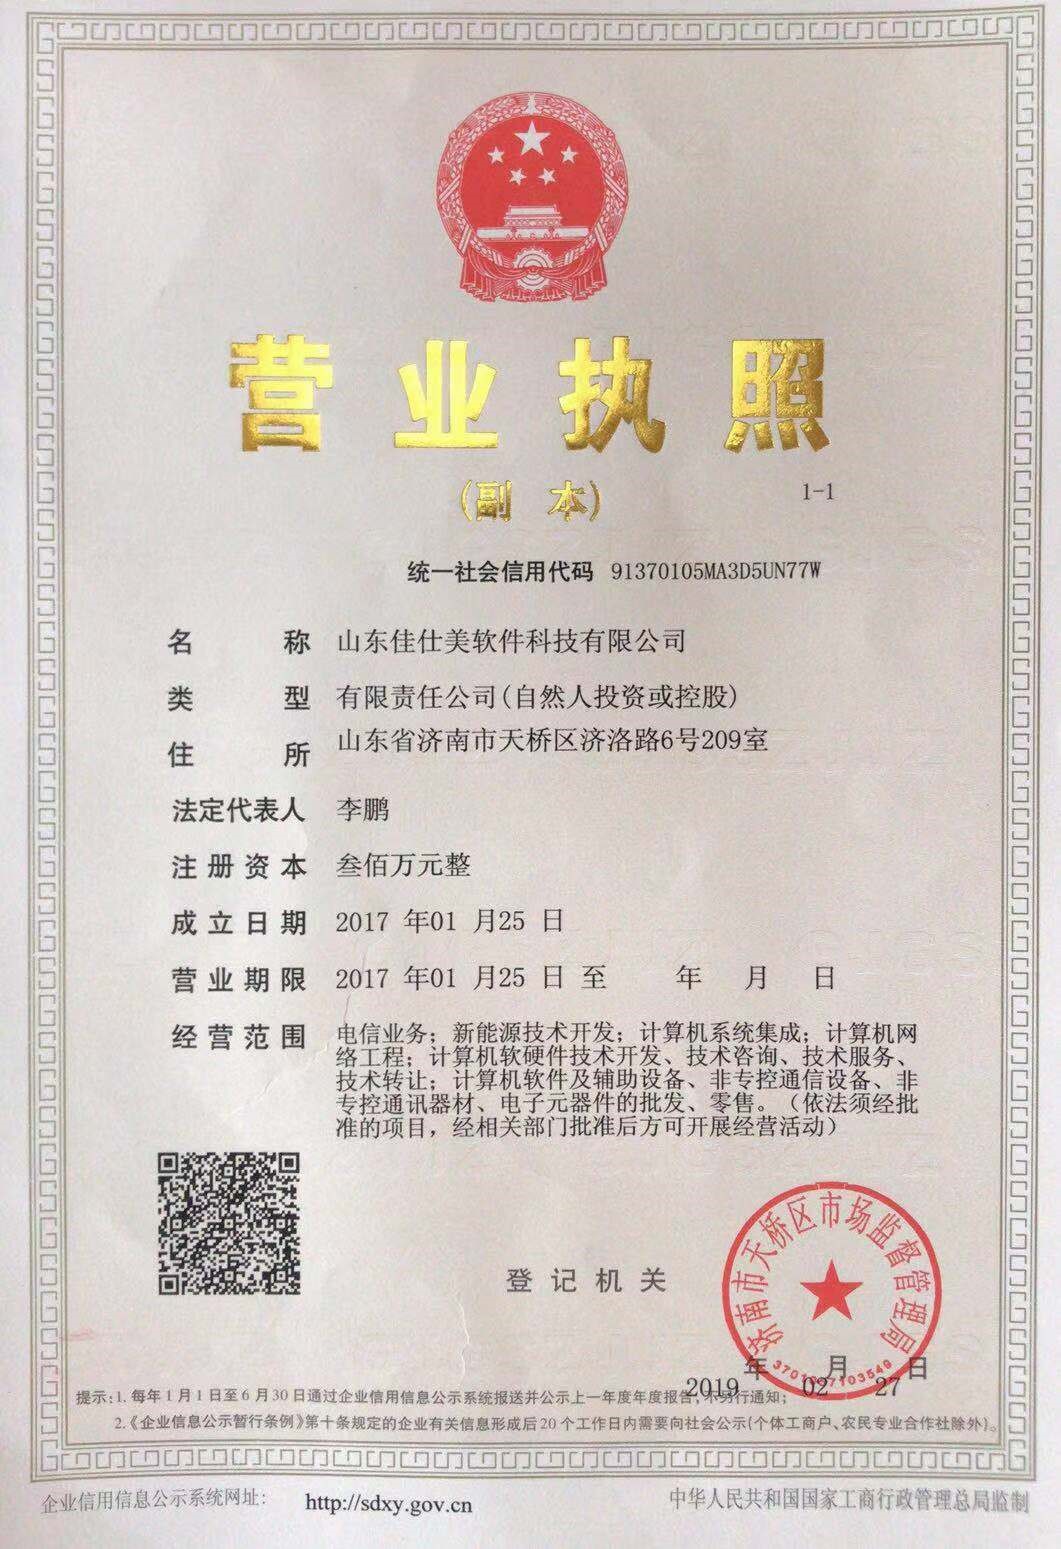 营业执照
(副 本)
1-1
统一社会信用代码 91370105MA3D5UN77W
名 称 山东佳仕美软件科技有限公司
类 型 有限责任公司(自然人投资或控股)
住 所 山东省济南市天桥区济洛路6号209室
法定代表人 李鹏
注册资本 叁佰万元整
成立日期 2017 年01 月25 日
营业期限 2017 年01 月25 日 至 年 月 日
经营范围 电信业务；新能源技术开发；计算机系统集成；计算机网
络工程；计算机软硬件技术开发、技术咨询、技术服务、
技术转让；计算机软件及辅助设备、非专控通信设备、非
专控通讯器材、电子元器件的批发、零售。（依法须经批
准的项目，经相关部门批准后方可开展经营活动）
登记机关
济南市天桥区市场监督管理局
2019 年 02 月 27 日
提示：1. 每年1月1日至6月30日通过企业信用信息公示系统报送并公示上一年度年度报告，不另行通知；
2.《企业信息公示暂行条例》第十条规定的企业有关信息形成后20个工作日内需要向社会公示(个体工商户、农民专业合作社除外)。
企业信用信息公示系统网址： http://sdxy.gov.cn
中华人民共和国国家工商行政管理总局监制